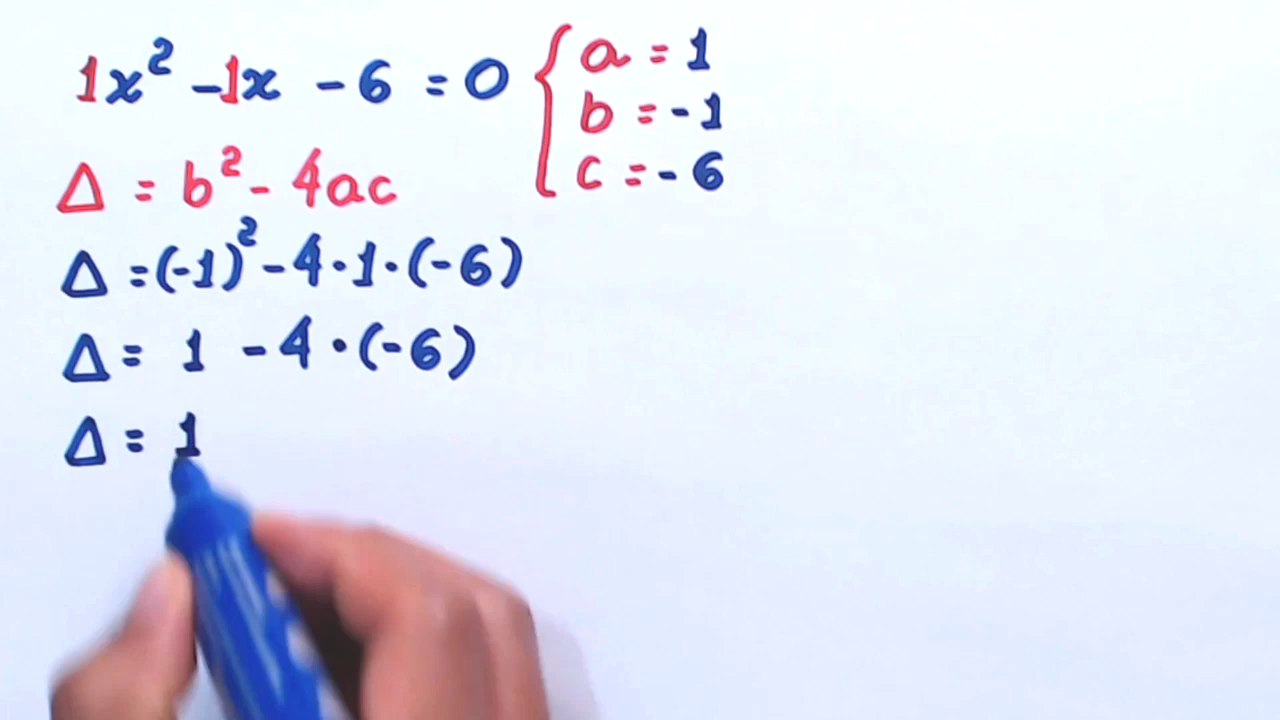 1x² -1x - 6 = 0 { a = 1
b = -1
c = - 6
Δ = b² - 4ac
Δ = (-1)² - 4·1·(-6)
Δ = 1 - 4·(-6)
Δ = 1